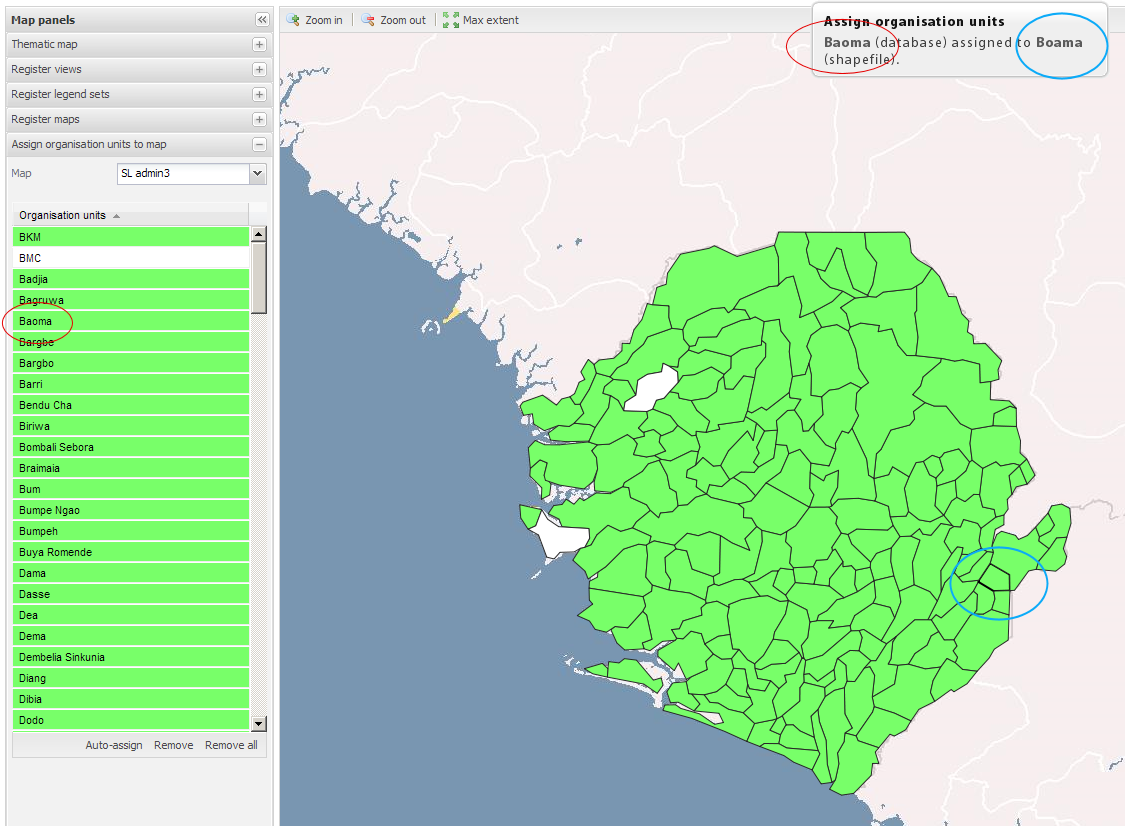 Map panels
Thematic map
Register views
Register legend sets
Register maps
Assign organisation units to map
Map SL admin3
Organisation units
BKM
BMC
Badjia
Bagruwa
Baoma
Bargbe
Bargbo
Barri
Bendu Cha
Biriwa
Bombali Sebora
Braimaia
Bum
Bumpe Ngao
Bumpeh
Buya Romende
Dama
Dasse
Dea
Dema
Dembelia Sinkunia
Diang
Dibia
Dodo
Auto-assign Remove Remove all
Zoom in Zoom out Max extent
Assign organisation units
Baoma (database) assigned to Boama
(shapefile).